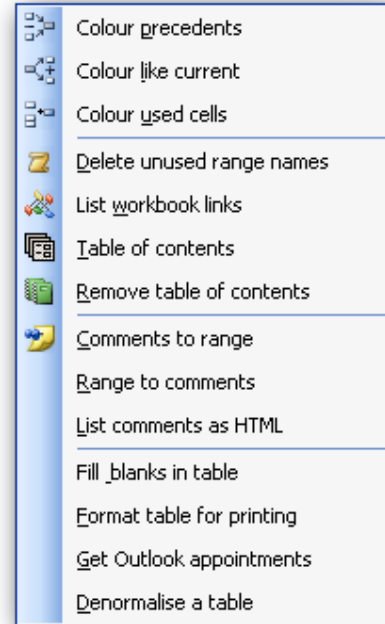 Colour precedents
Colour like current
Colour used cells
Delete unused range names
List workbook links
Table of contents
Remove table of contents
Comments to range
Range to comments
List comments as HTML
Fill blanks in table
Format table for printing
Get Outlook appointments
Denormalise a table